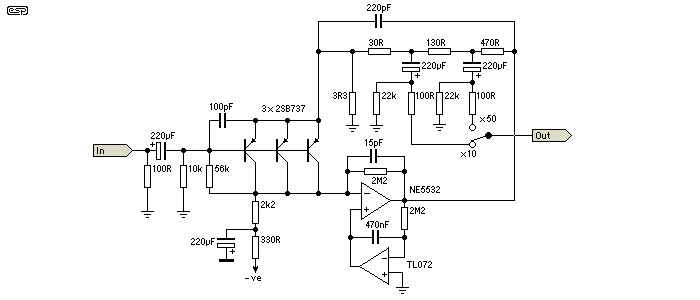 esp
220pF
30R
130R
470R
220µF
220µF
3R3
22k
100R
22k
100R
100pF
3×2SB737
×50
Out
×10
220µF
In
15pF
100R
10k
56k
2M2
NE5532
2k2
2M2
220µF
330R
470nF
TL072
-ve